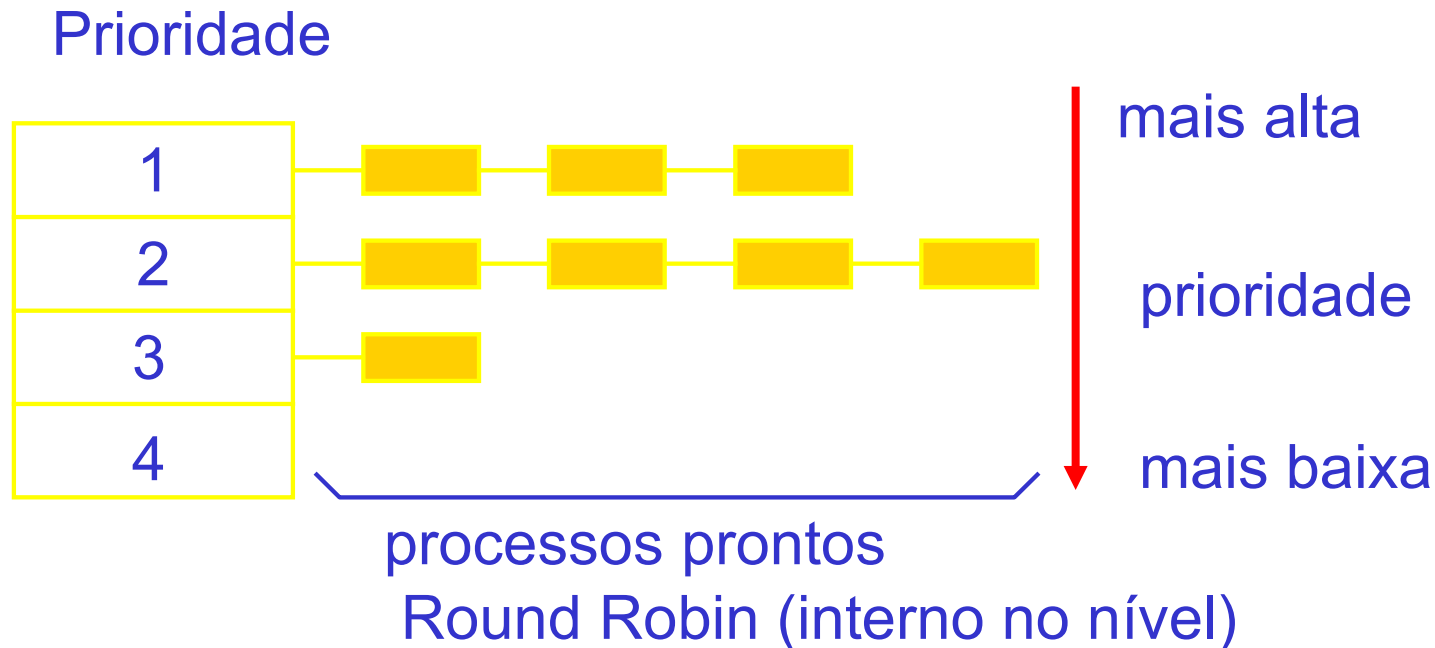 Prioridade
mais alta
1
2
prioridade
3
4
mais baixa
processos prontos
Round Robin (interno no nível)